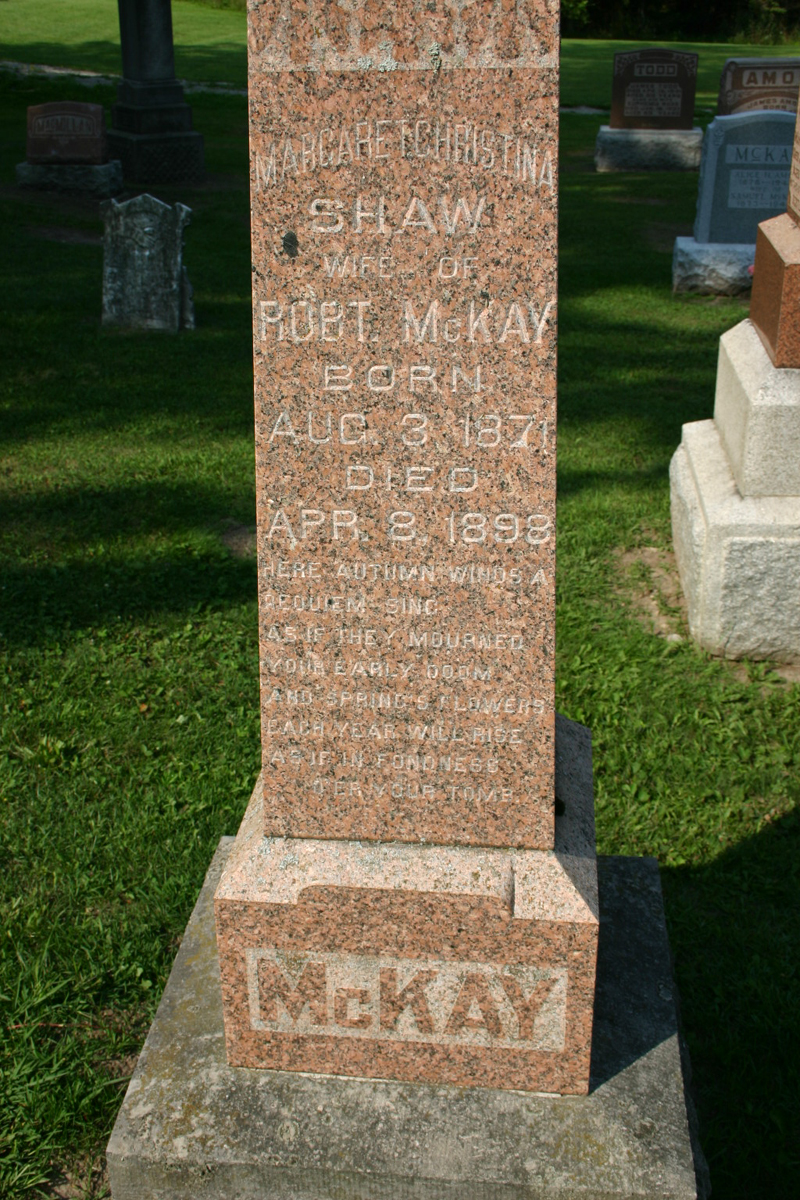 MARGARET CHRISTINA
SHAW
WIFE OF
ROBT. McKAY
BORN
AUG. 3, 1871
DIED
APR. 8, 1898
HERE AUTUMN WINDS A
REQUIEM SING
AS IF THEY MOURNED
YOUR EARLY DOOM
AND SPRING'S FLOWERS
EACH YEAR WILL RISE
AS IF IN FONDNESS
O'ER YOUR TOMB.
McKAY
TODD
AMO
McKA